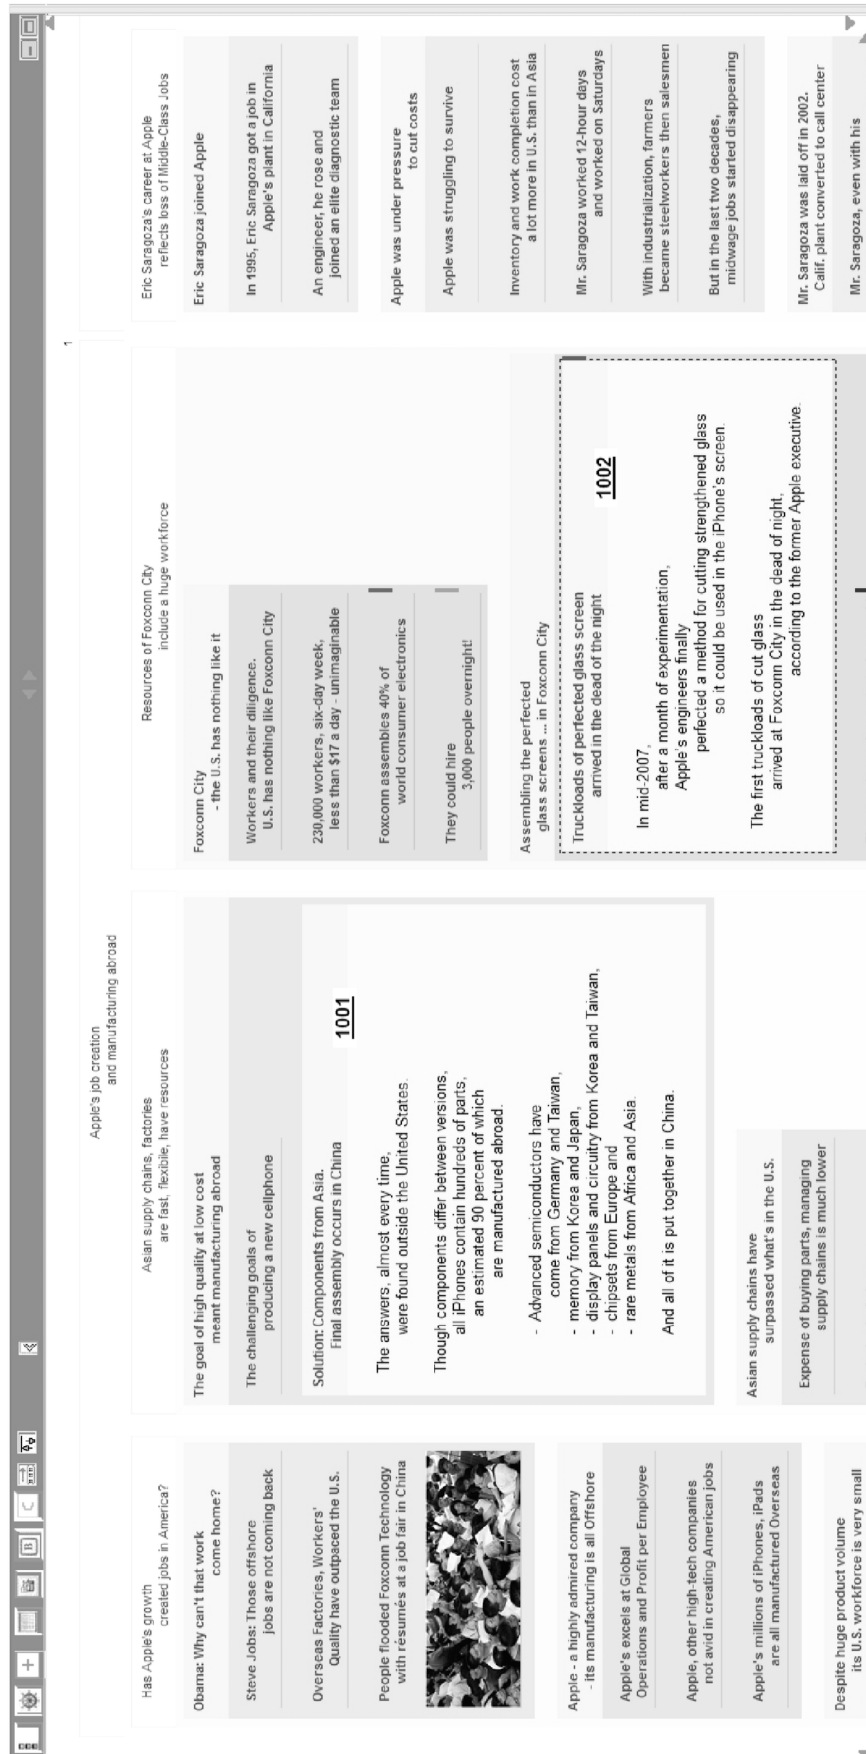 1
Apple's job creation
and manufacturing abroad
Has Apple's growth
created jobs in America?
Obama: Why can't that work
come home?
Steve Jobs: Those offshore
jobs are not coming back
Overseas Factories, Workers'
Quality have outpaced the U.S.
People flooded Foxconn Technology
with résumés at a job fair in China
Apple - a highly admired company
- its manufacturing is all Offshore
Apple's excels at Global
Operations and Profit per Employee
Apple, other high-tech companies
not avid in creating American jobs
Apple's millions of iPhones, iPads
are all manufactured Overseas
Despite huge product volume
its U.S. workforce is very small
Asian supply chains, factories
are fast, flexibile, have resources
The goal of high quality at low cost
meant manufacturing abroad
The challenging goals of
producing a new cellphone
Solution: Components from Asia.
Final assembly occurs in China
1001
The answers, almost every time,
were found outside the United States.
Though components differ between versions,
all iPhones contain hundreds of parts,
an estimated 90 percent of which
are manufactured abroad.
- Advanced semiconductors have
come from Germany and Taiwan,
- memory from Korea and Japan,
- display panels and circuitry from Korea and Taiwan,
- chipsets from Europe and
- rare metals from Africa and Asia.
And all of it is put together in China.
Asian supply chains have
surpassed what's in the U.S.
Expense of buying parts, managing
supply chains is much lower
Resources of Foxconn City
include a huge workforce
Foxconn City
- the U.S. has nothing like it
Workers and their diligence.
U.S. has nothing like Foxconn City
230,000 workers, six-day week,
less than $17 a day - unimaginable
Foxconn assembles 40% of
world consumer electronics
They could hire
3,000 people overnight!
Assembling the perfected
glass screens ... in Foxconn City
Truckloads of perfected glass screen
arrived in the dead of the night
1002
In mid-2007,
after a month of experimentation,
Apple's engineers finally
perfected a method for cutting strengthened glass
so it could be used in the iPhone's screen.
The first truckloads of cut glass
arrived at Foxconn City in the dead of night,
according to the former Apple executive.
Eric Saragoza's career at Apple
reflects loss of Middle-Class Jobs
Eric Saragoza joined Apple
In 1995, Eric Saragoza got a job in
Apple's plant in California
An engineer, he rose and
joined an elite diagnostic team
Apple was under pressure
to cut costs
Apple was struggling to survive
Inventory and work completion cost
a lot more in U.S. than in Asia
Mr. Saragoza worked 12-hour days
and worked on Saturdays
With industrialization, farmers
became steelworkers then salesmen
But in the last two decades,
midwage jobs started disappearing
Mr. Saragoza was laid off in 2002.
Calif. plant converted to call center
Mr. Saragoza, even with his